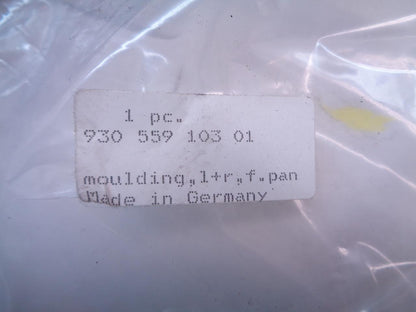 1 pc.
930 559 103 01
moulding,l+r,f.pan
Made in Germany